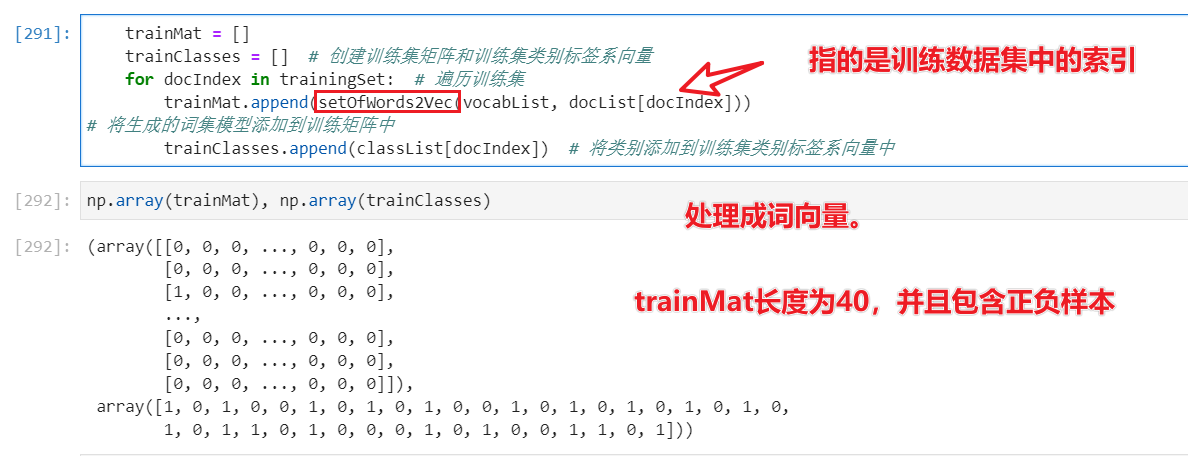 [291]:
trainMat = []
trainClasses = []  # 创建训练集矩阵和训练集类别标签系向量
for docIndex in trainingSet:  # 遍历训练集
trainMat.append(setOfWords2Vec(vocabList, docList[docIndex]))
# 将生成的词集模型添加到训练矩阵中
trainClasses.append(classList[docIndex])  # 将类别添加到训练集类别标签系向量中
指的是训练数据集中的索引
[292]:
np.array(trainMat), np.array(trainClasses)
处理成词向量。
[292]:
(array([[0, 0, 0, ..., 0, 0, 0],
[0, 0, 0, ..., 0, 0, 0],
[1, 0, 0, ..., 0, 0, 0],
...,
[0, 0, 0, ..., 0, 0, 0],
[0, 0, 0, ..., 0, 0, 0],
[0, 0, 0, ..., 0, 0, 0]]),
array([1, 0, 1, 0, 0, 1, 0, 1, 0, 1, 0, 0, 1, 0, 1, 0, 1, 0, 1, 0, 1, 0,
1, 0, 1, 1, 0, 1, 0, 0, 0, 1, 0, 1, 0, 0, 1, 1, 0, 1]))
trainMat长度为40，并且包含正负样本